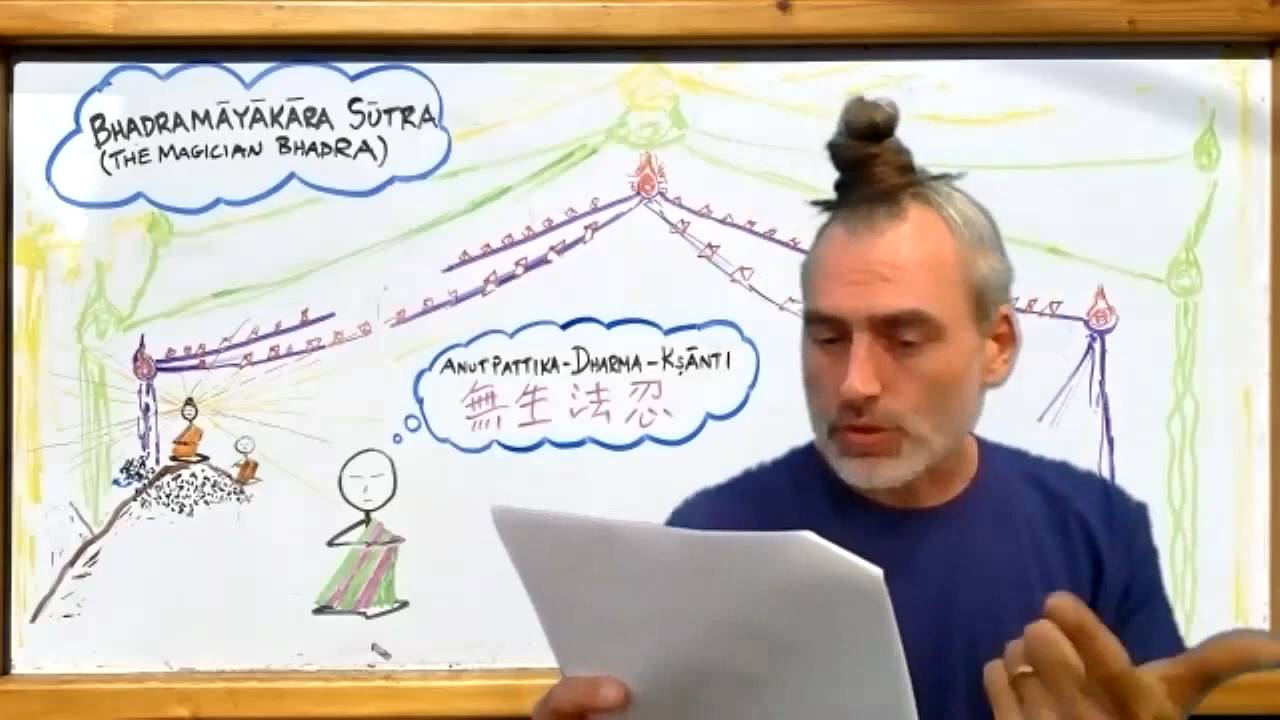 BHADRAMĀYĀKĀRA SŪTRA
(THE MAGICIAN BHADRA)
ANUTPATTIKA-DHARMA-KṢĀNTI
無生法忍